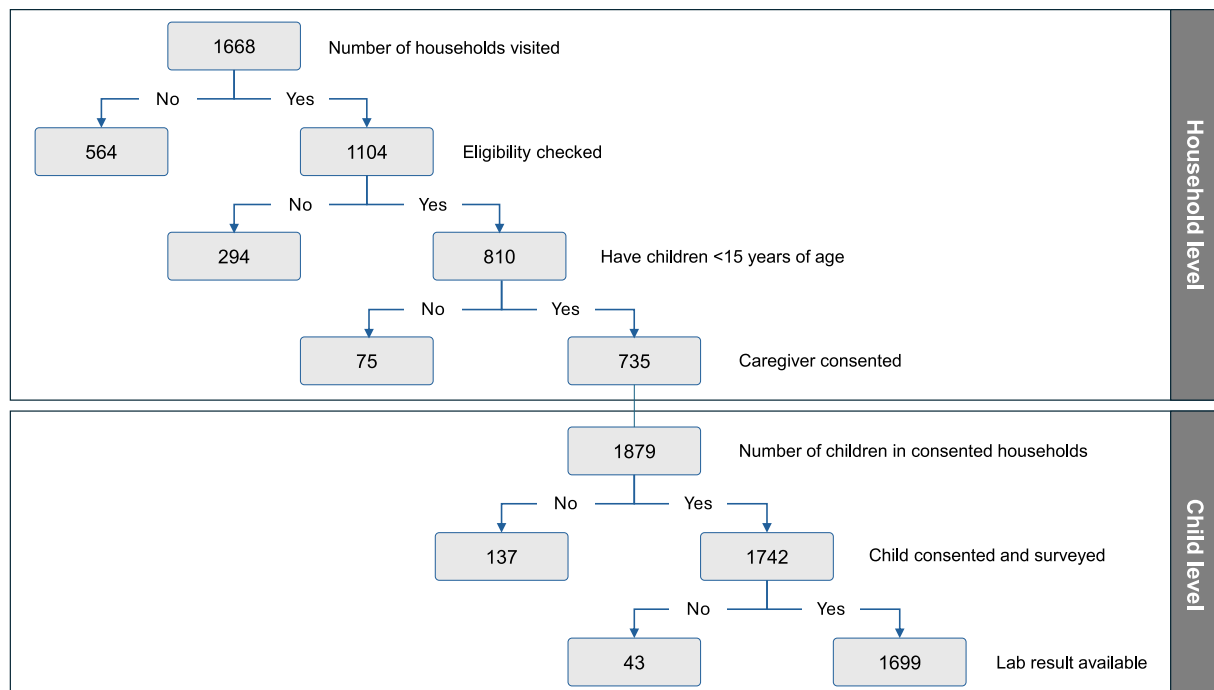 1668
Number of households visited
No
Yes
564
1104
Eligibility checked
No
Yes
294
810
Have children <15 years of age
No
Yes
75
735
Caregiver consented
Household level
1879
Number of children in consented households
No
Yes
137
1742
Child consented and surveyed
No
Yes
43
1699
Lab result available
Child level